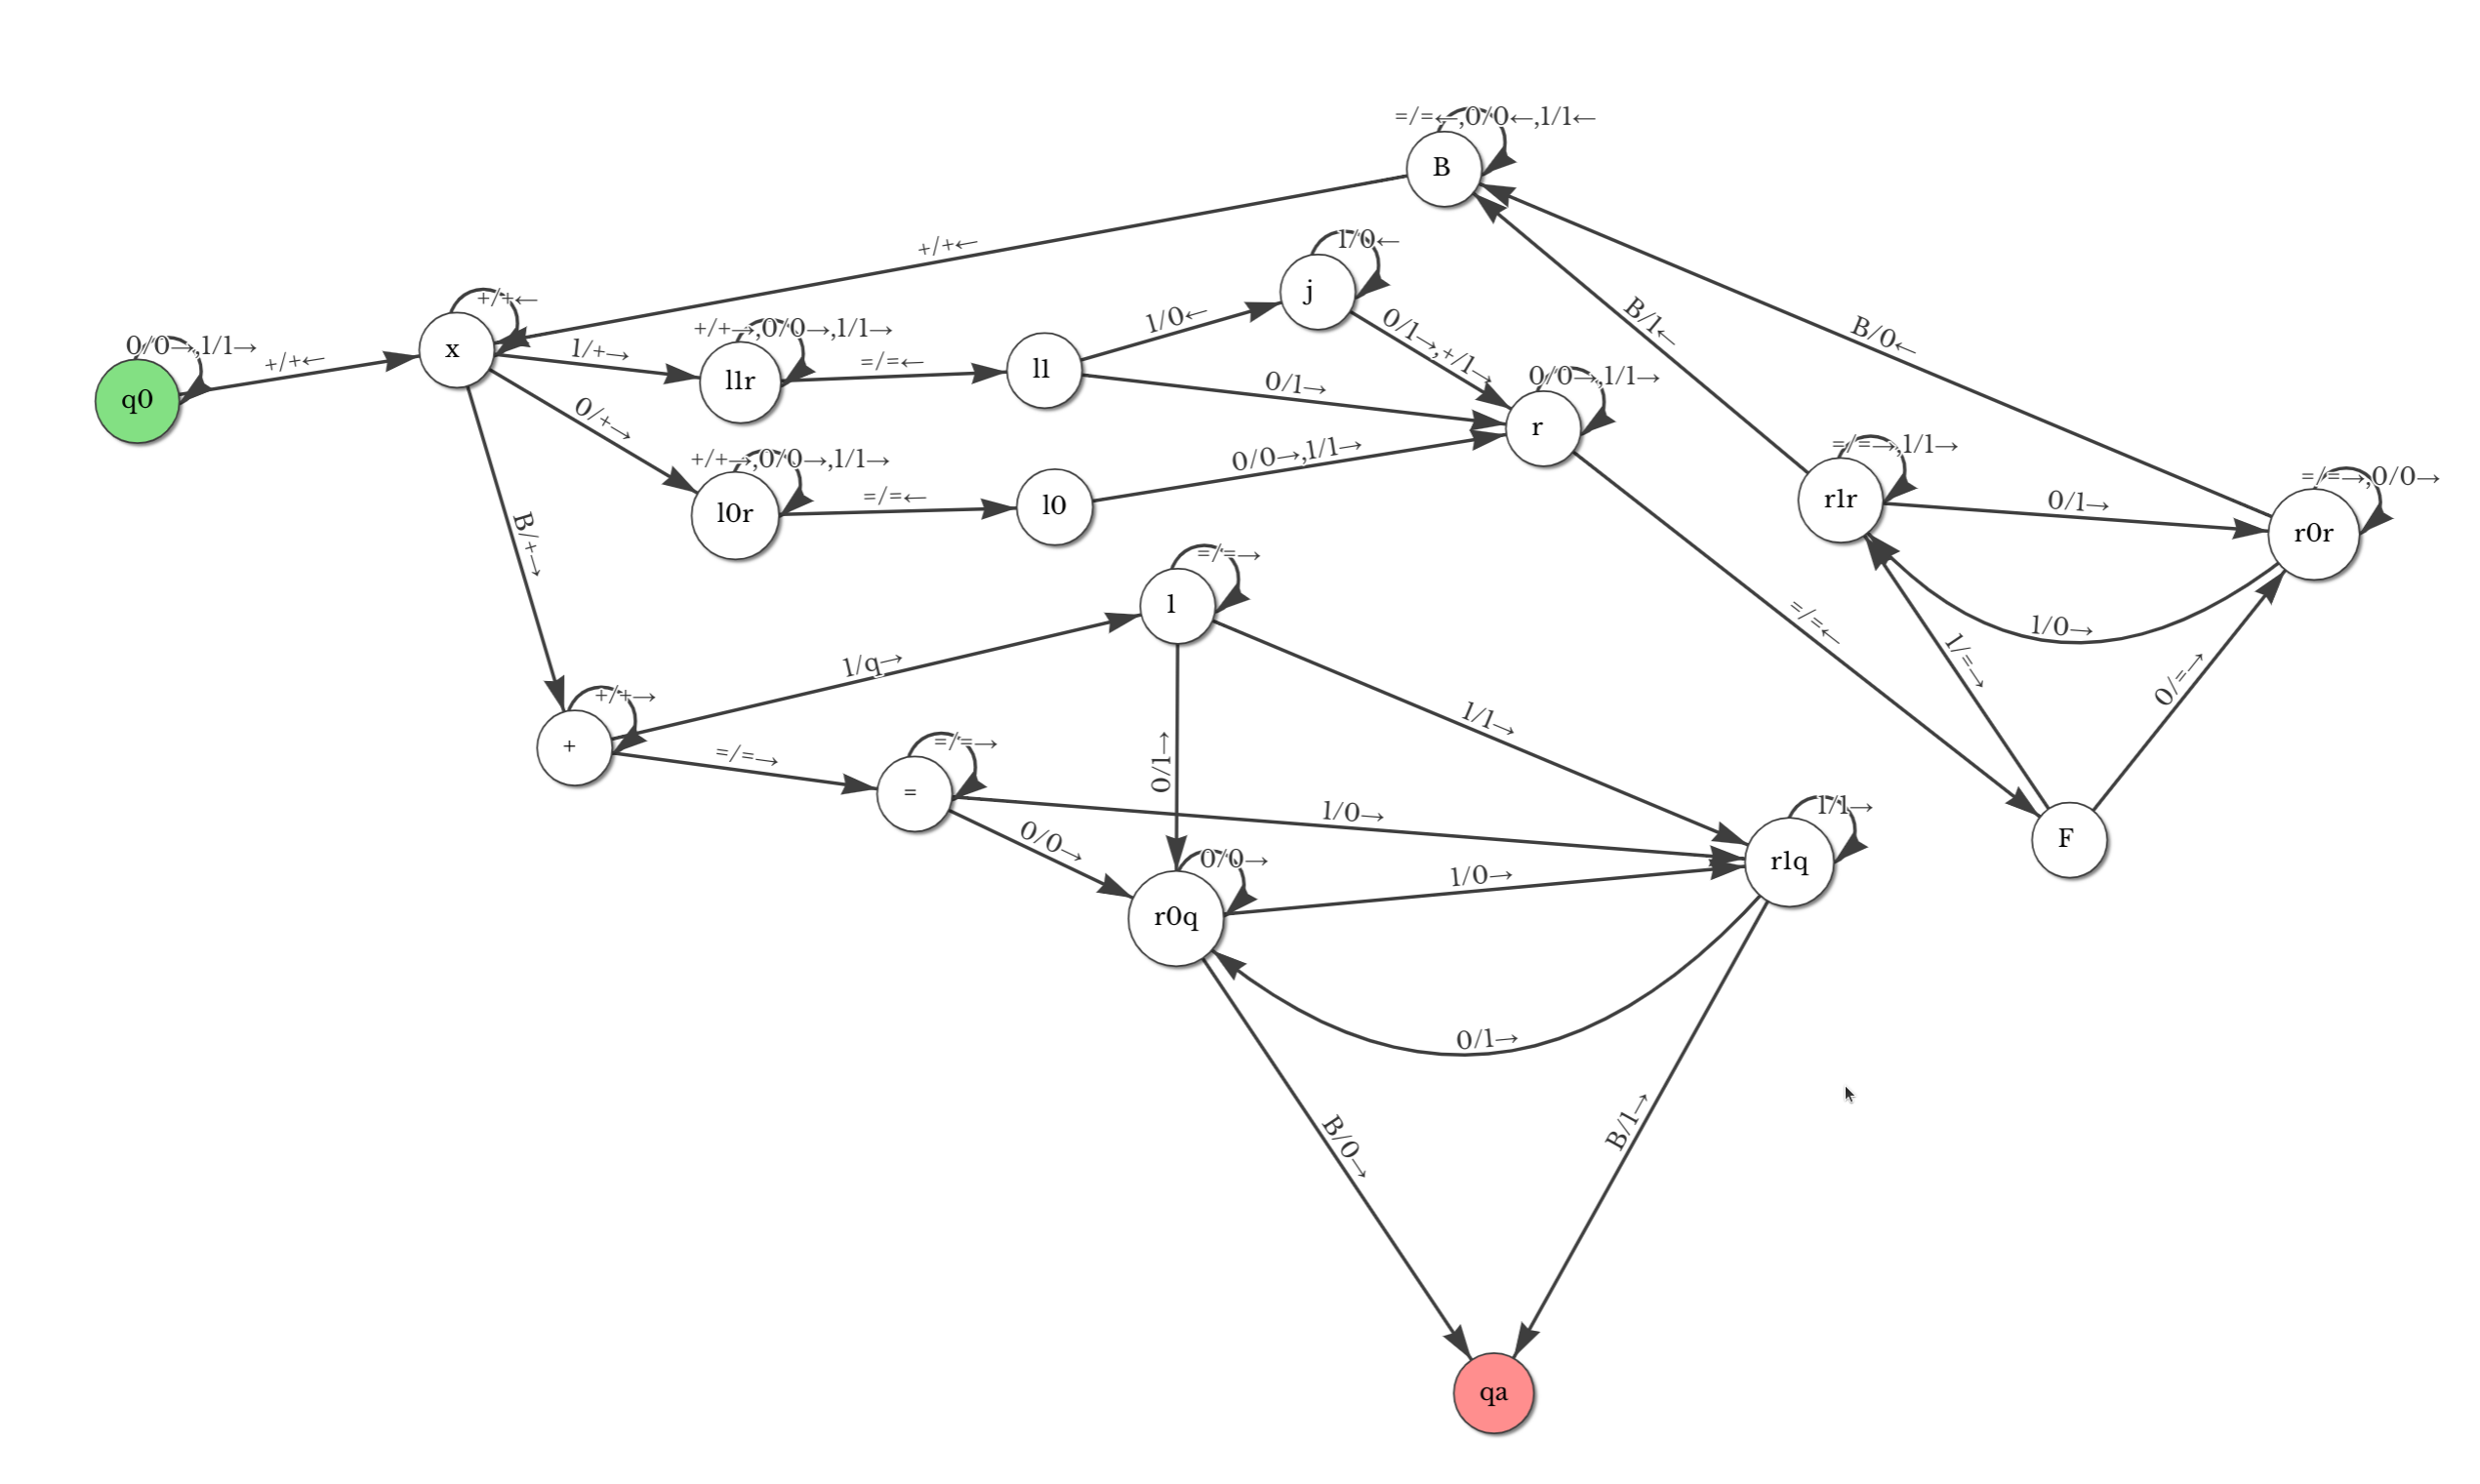 =/=←,0/0←,1/1←
B
1/0←
+/+←
j
+/+←
B/1←
0/1→,+/1→
1/0←
B/0←
+/+→,0/0→,1/1→
0/0→,1/1→
+/+←
x
1/+→
=/=←
l1
l1r
0/1→
0/0→,1/1→
q0
0/+→
r
=/=→,1/1→
+/+→,0/0→,1/1→
0/0→,1/1→
=/=→,0/0→
=/=←
l0
r1r
0/1→
l0r
r0r
B/+→
=/=→
l
=/=←
1/0→
1/q→
1/=→
0/=→
+/+→
1/1→
+
=/=→
=/=→
0/1→
=
1/0→
1/1→
0/0→
F
0/0→
r1q
1/0→
r0q
0/1→
B/0→
B/1→
qa